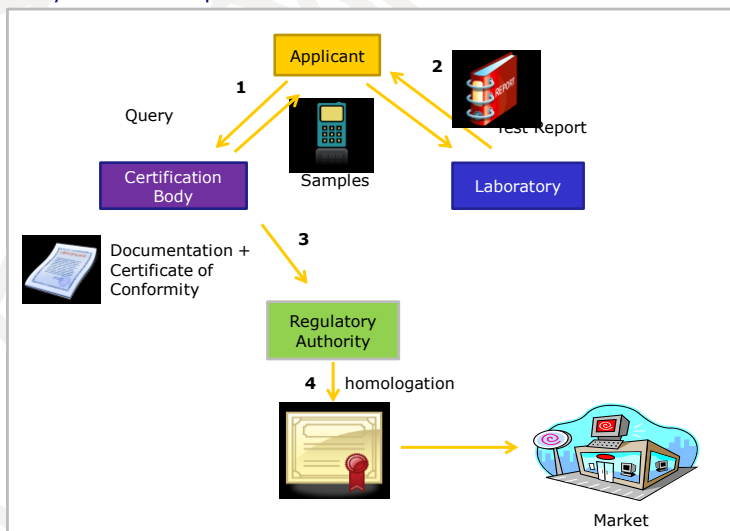 Applicant
2
1
REPORT
Query
Test Report
Samples
Certification
Body
Laboratory
3
Documentation +
Certificate of
Conformity
Regulatory
Authority
4 homologation
Market